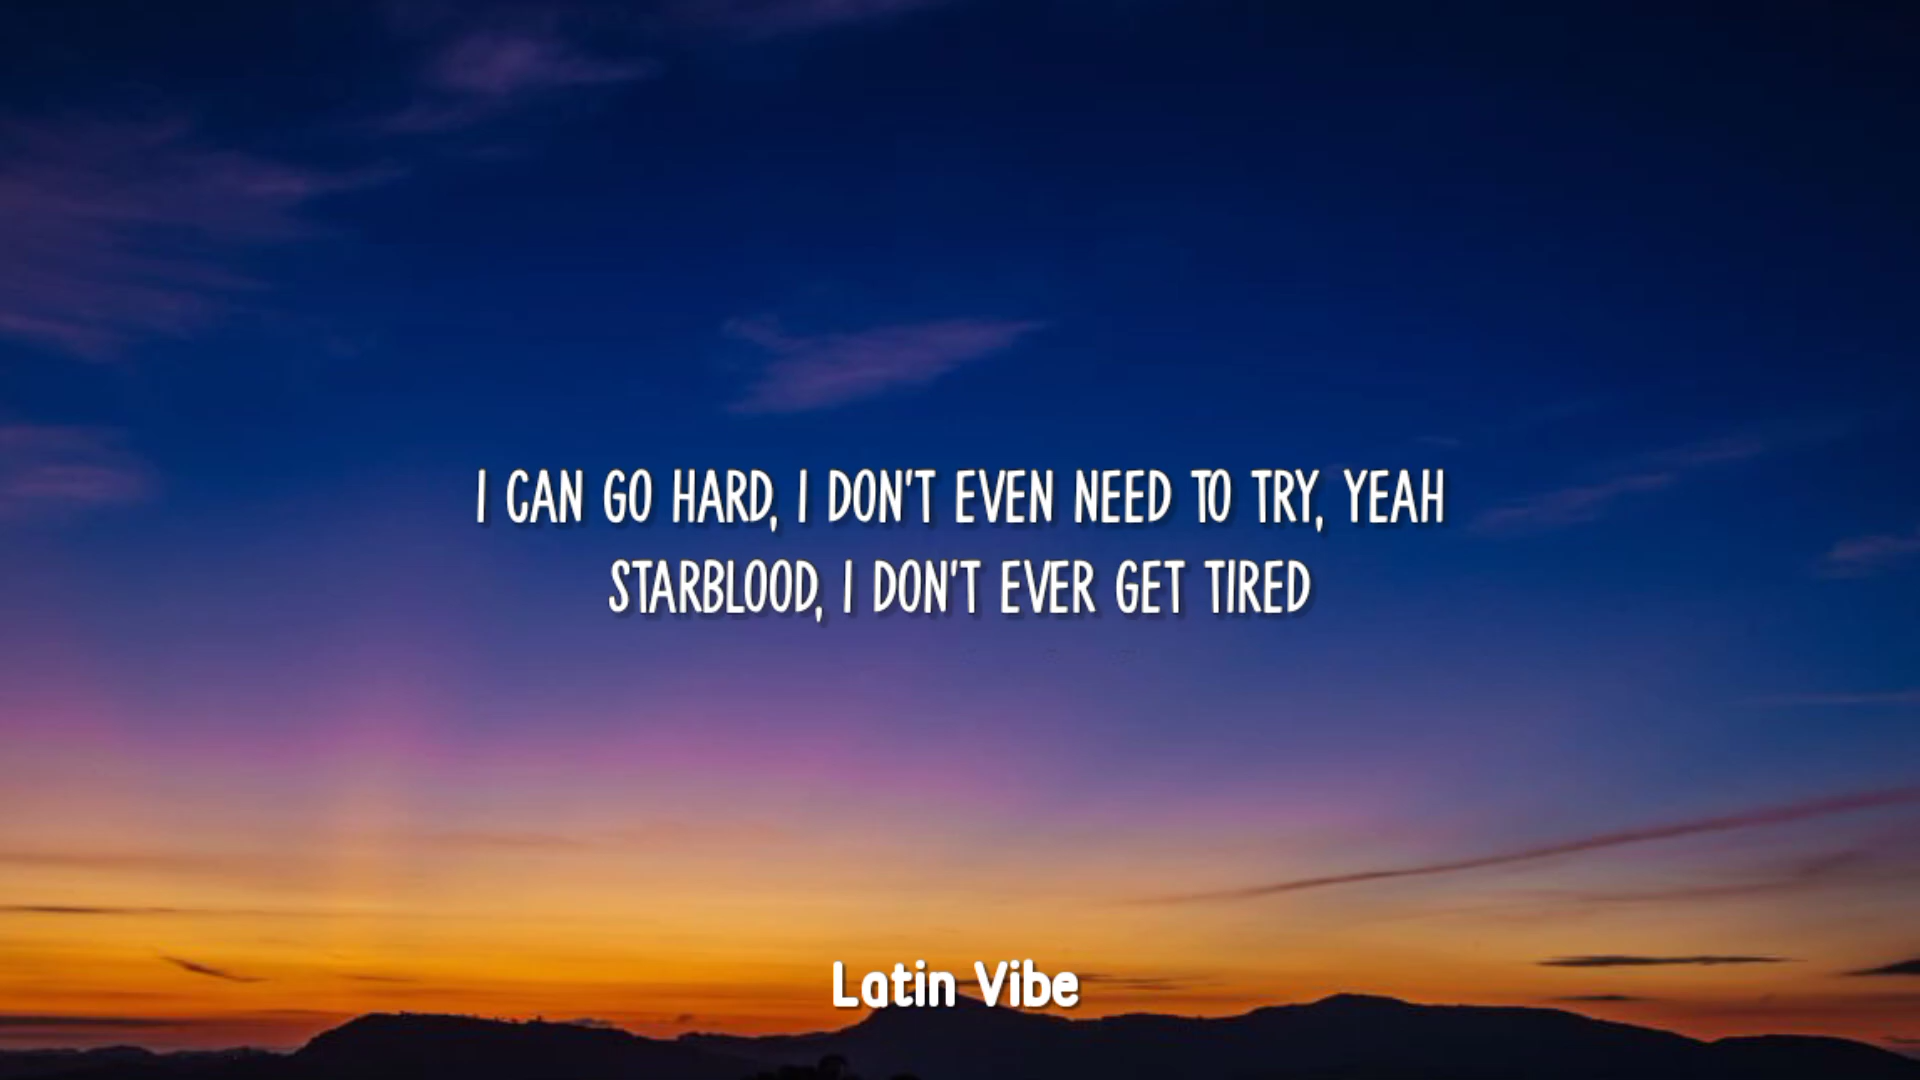 I CAN GO HARD, I DON'T EVEN NEED TO TRY, YEAH
STARBLOOD, I DON'T EVER GET TIRED
Latin Vibe